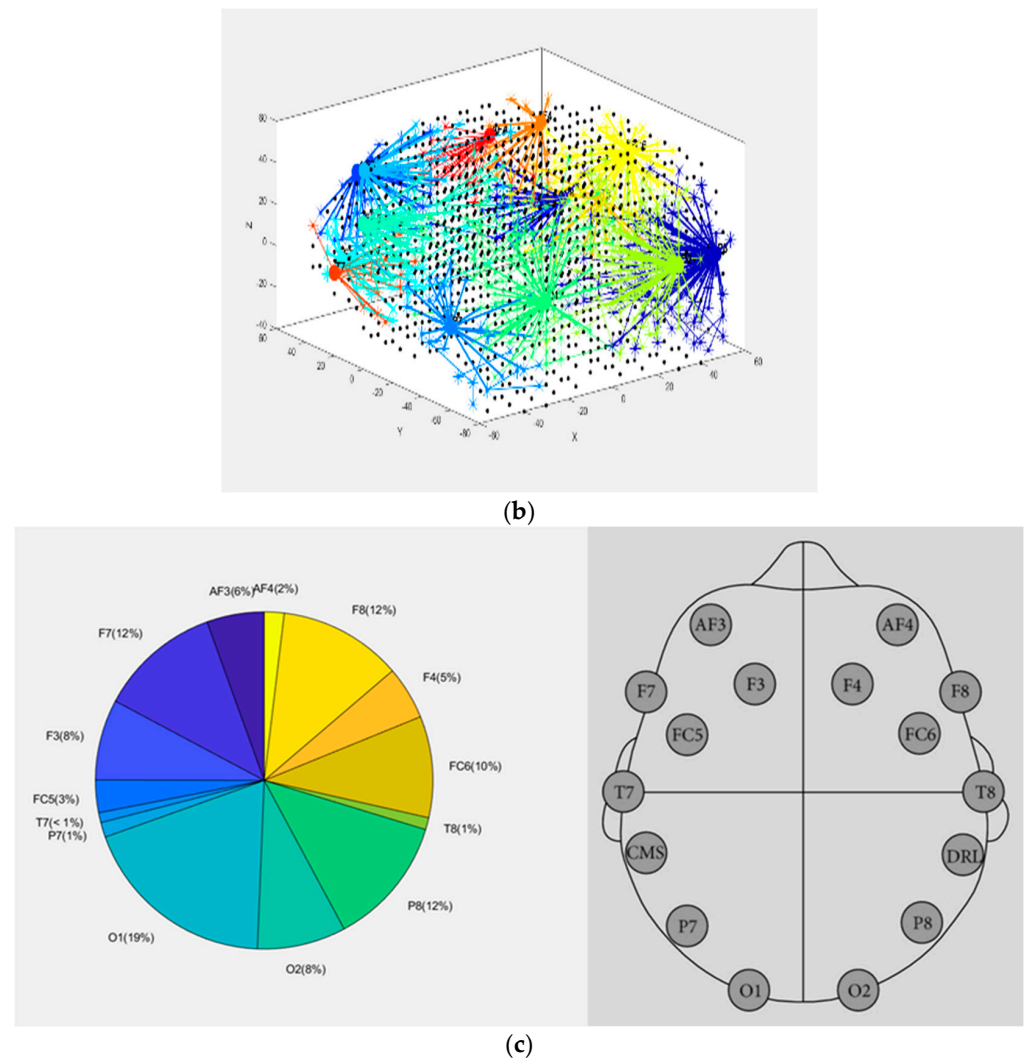 60
40
20
0
-20
-40
Z
60
40
20
0
-20
-40
-60
-80
Y
-60
-40
-20
0
20
40
60
X
(b)
AF3(6%)
AF4(2%)
F8(12%)
F7(12%)
F4(5%)
F3(8%)
FC6(10%)
FC5(3%)
T7(< 1%)
T8(1%)
P7(1%)
P8(12%)
O1(19%)
O2(8%)
AF3
AF4
F7
F3
F4
F8
FC5
FC6
T7
T8
CMS
DRL
P7
P8
O1
O2
(c)